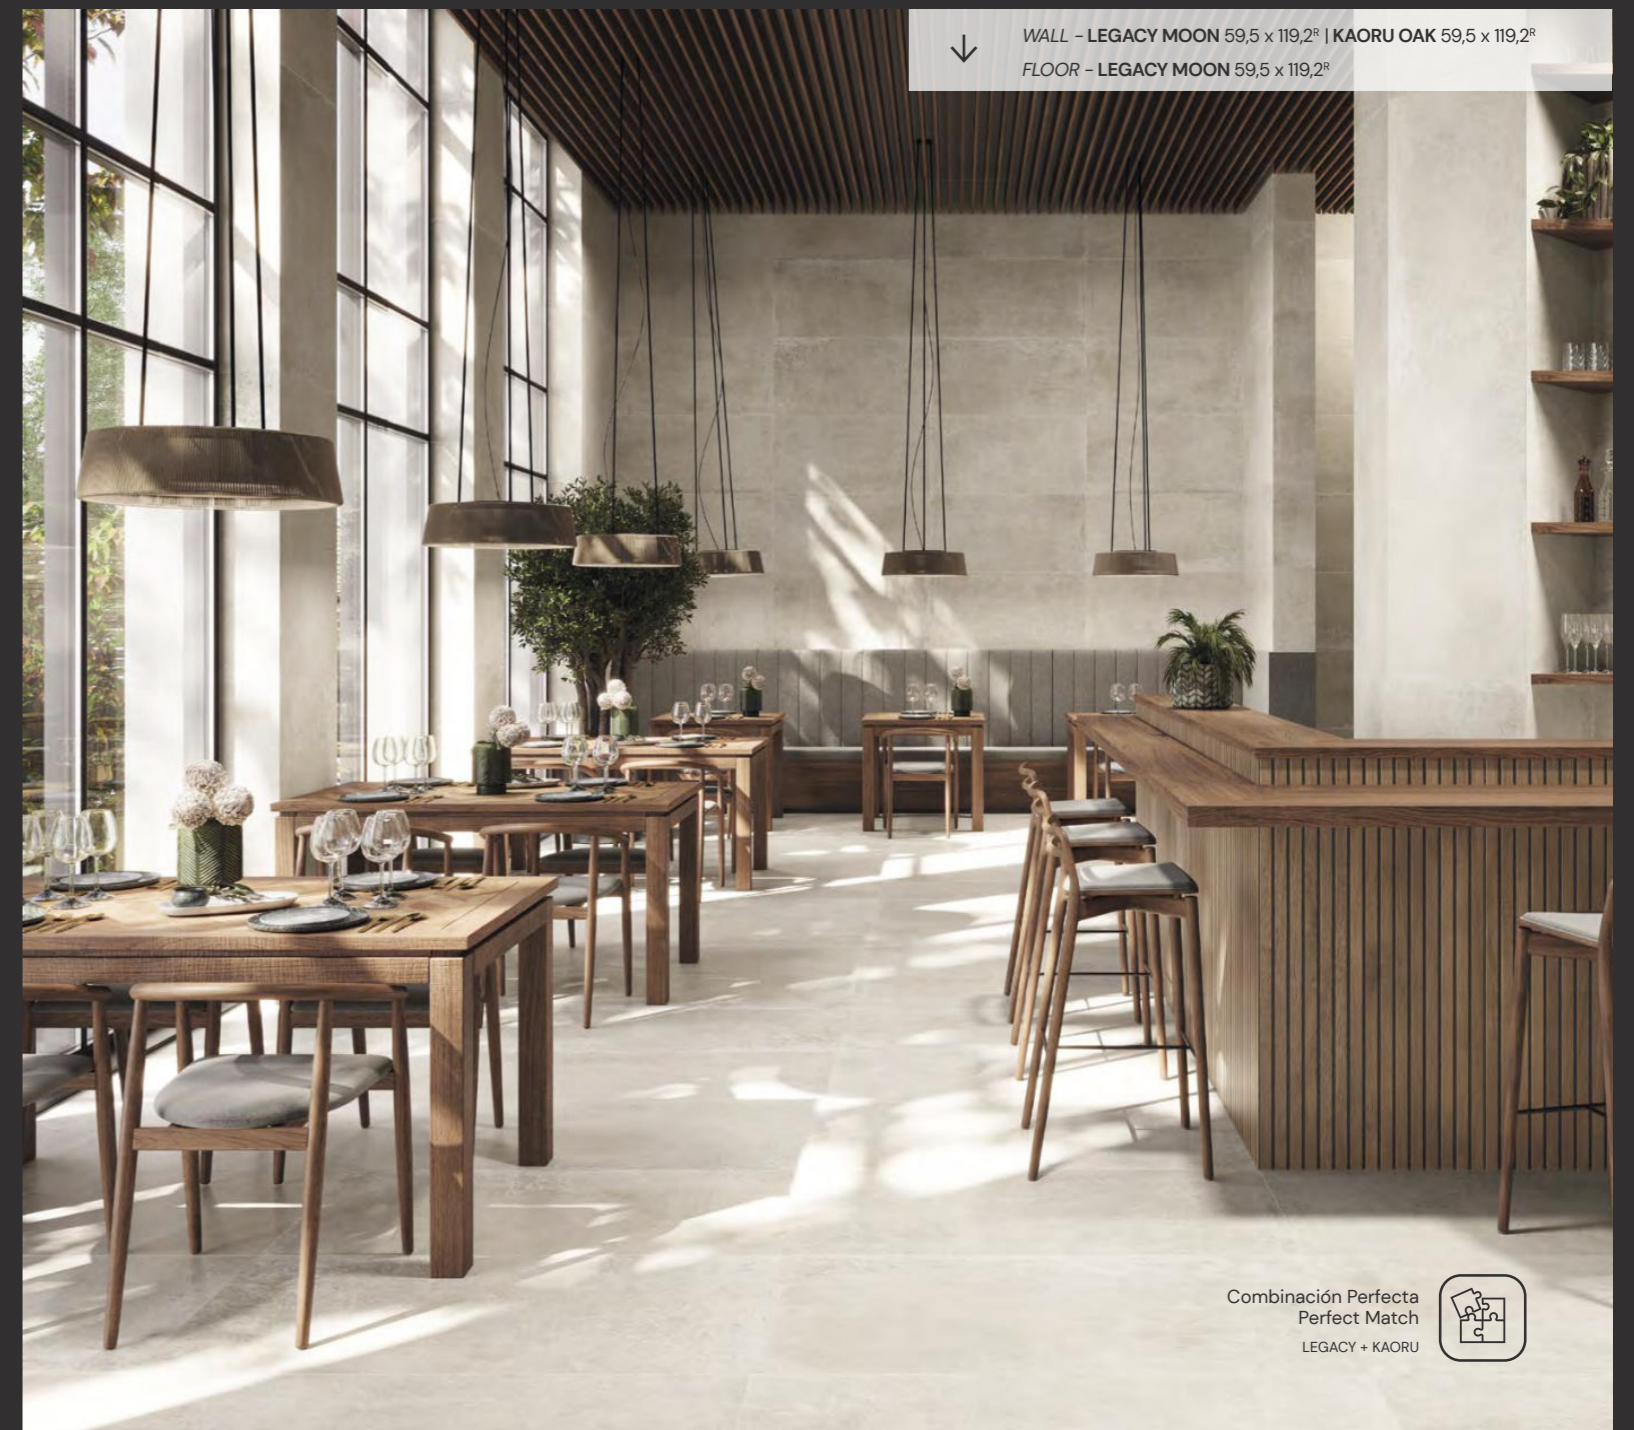 WALL – LEGACY MOON 59,5 x 119,2ᴿ | KAORU OAK 59,5 x 119,2ᴿ
FLOOR – LEGACY MOON 59,5 x 119,2ᴿ
Combinación Perfecta
Perfect Match
LEGACY + KAORU